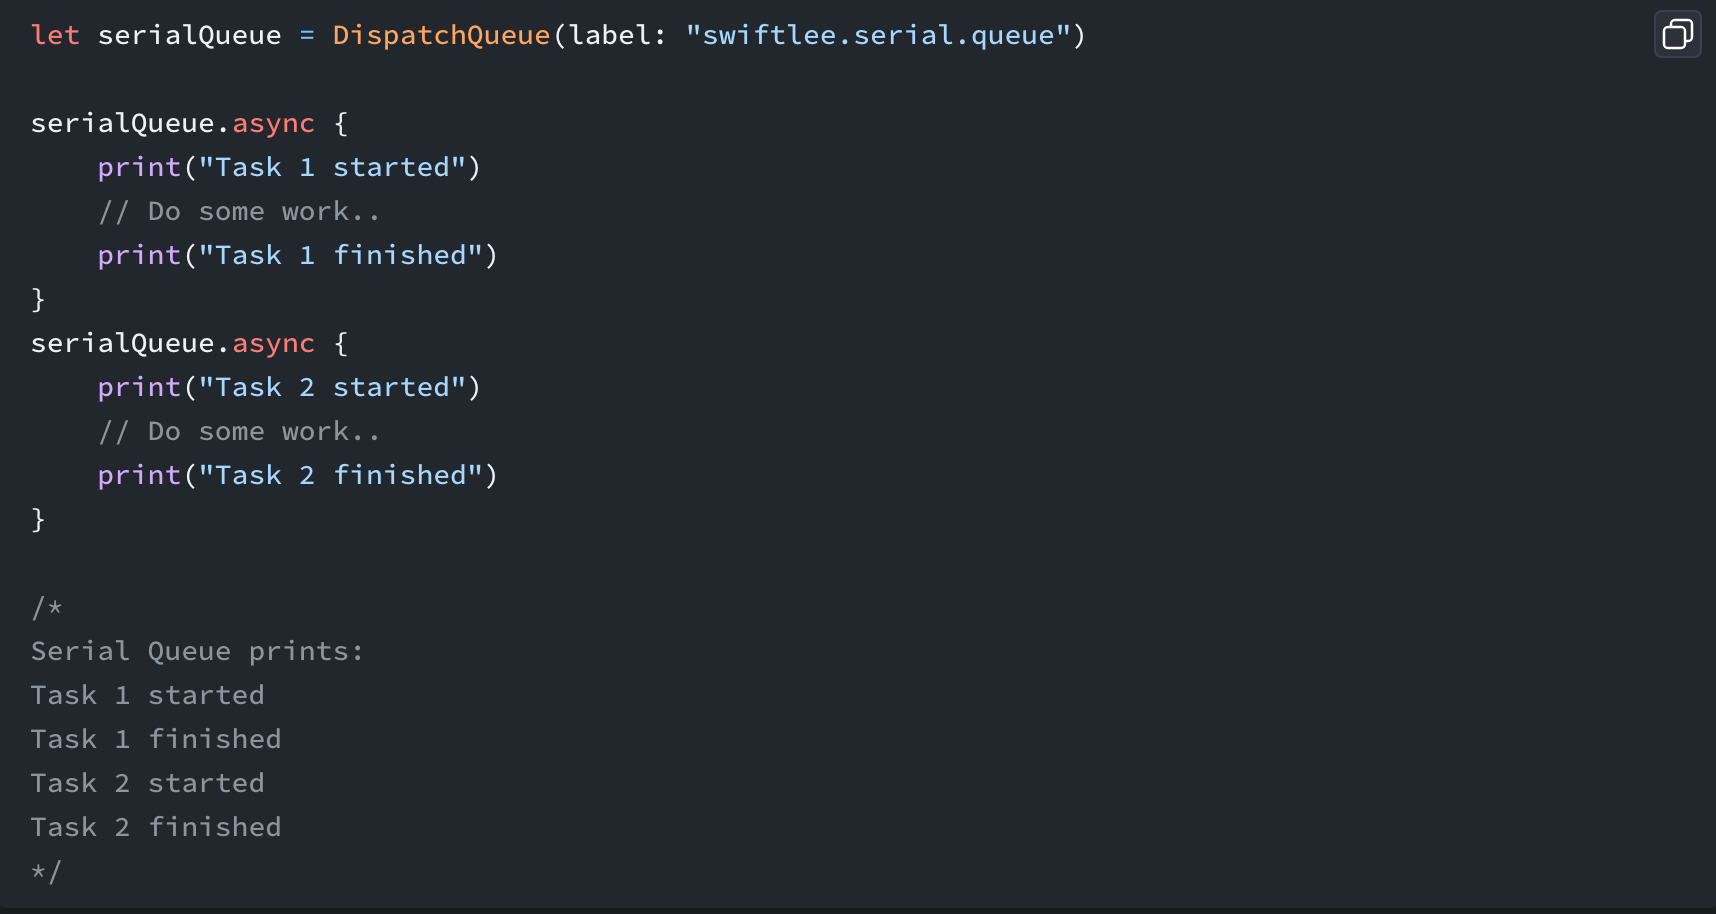 let serialQueue = DispatchQueue(label: "swiftlee.serial.queue")

serialQueue.async {
    print("Task 1 started")
    // Do some work..
    print("Task 1 finished")
}
serialQueue.async {
    print("Task 2 started")
    // Do some work..
    print("Task 2 finished")
}

/*
Serial Queue prints:
Task 1 started
Task 1 finished
Task 2 started
Task 2 finished
*/